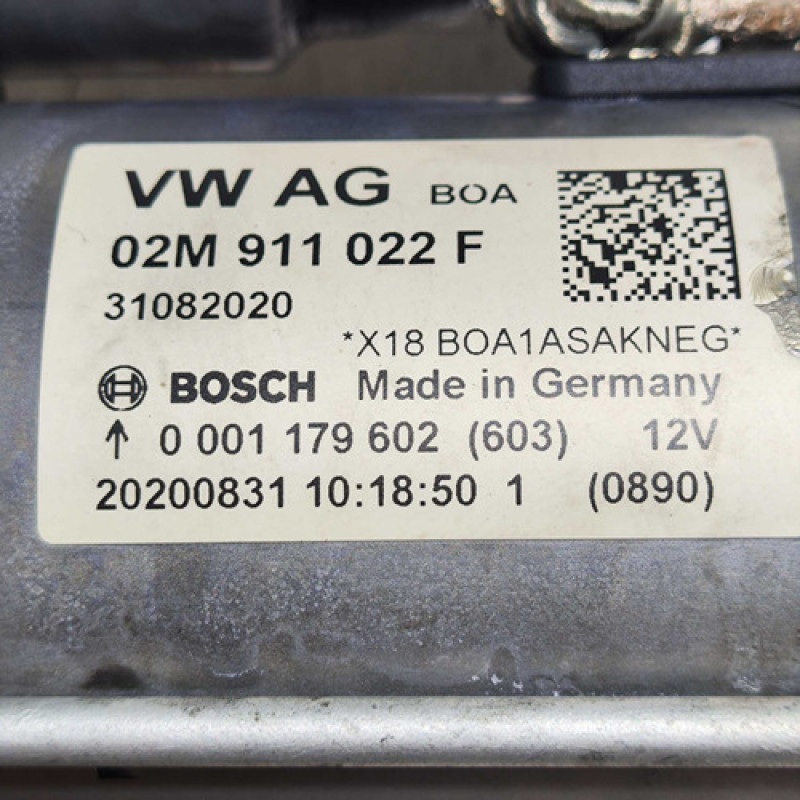 VW AG BOA
02M 911 022 F
31082020
*X18 BOA1ASAKNEG*
BOSCH Made in Germany
↑ 0 001 179 602 (603) 12V
20200831 10:18:50 1 (0890)